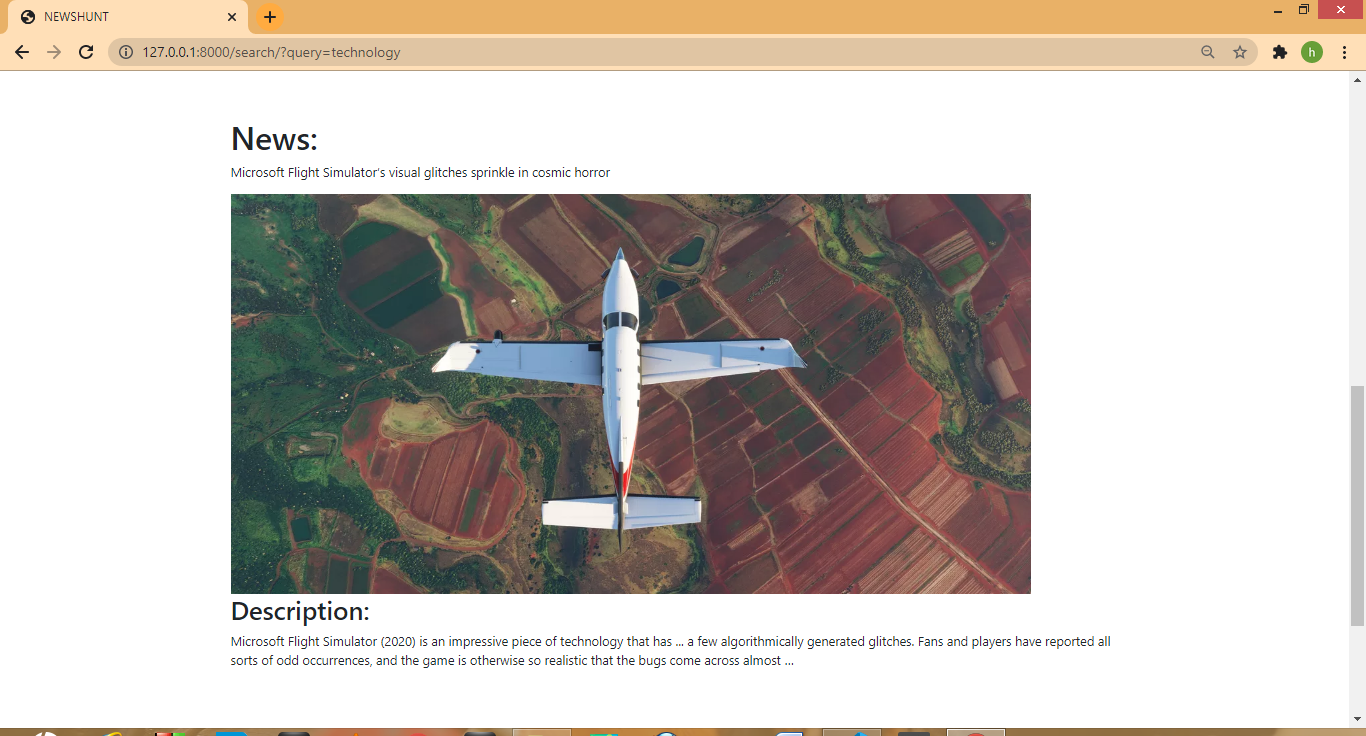 NEWSHUNT
127.0.0.1:8000/search/?query=technology
h
News:
Microsoft Flight Simulator's visual glitches sprinkle in cosmic horror
Description:
Microsoft Flight Simulator (2020) is an impressive piece of technology that has ... a few algorithmically generated glitches. Fans and players have reported all
sorts of odd occurrences, and the game is otherwise so realistic that the bugs come across almost ...